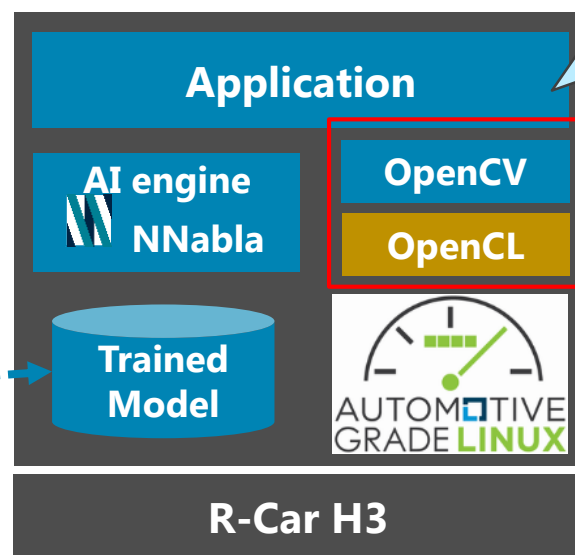 Application
AI engine
NNabla
OpenCV
OpenCL
Trained
Model
AUTOMOTIVE
GRADE LINUX
R-Car H3